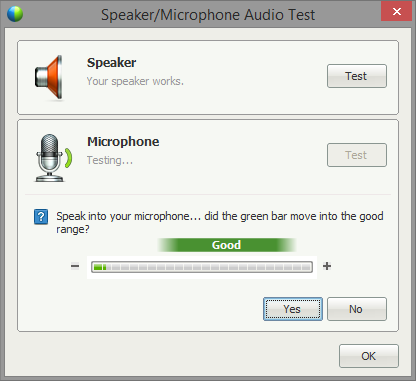 Speaker/Microphone Audio Test
Speaker
Your speaker works.
Test
Microphone
Testing...
Test
? Speak into your microphone... did the green bar move into the good
range?
Good
− +
Yes No
OK